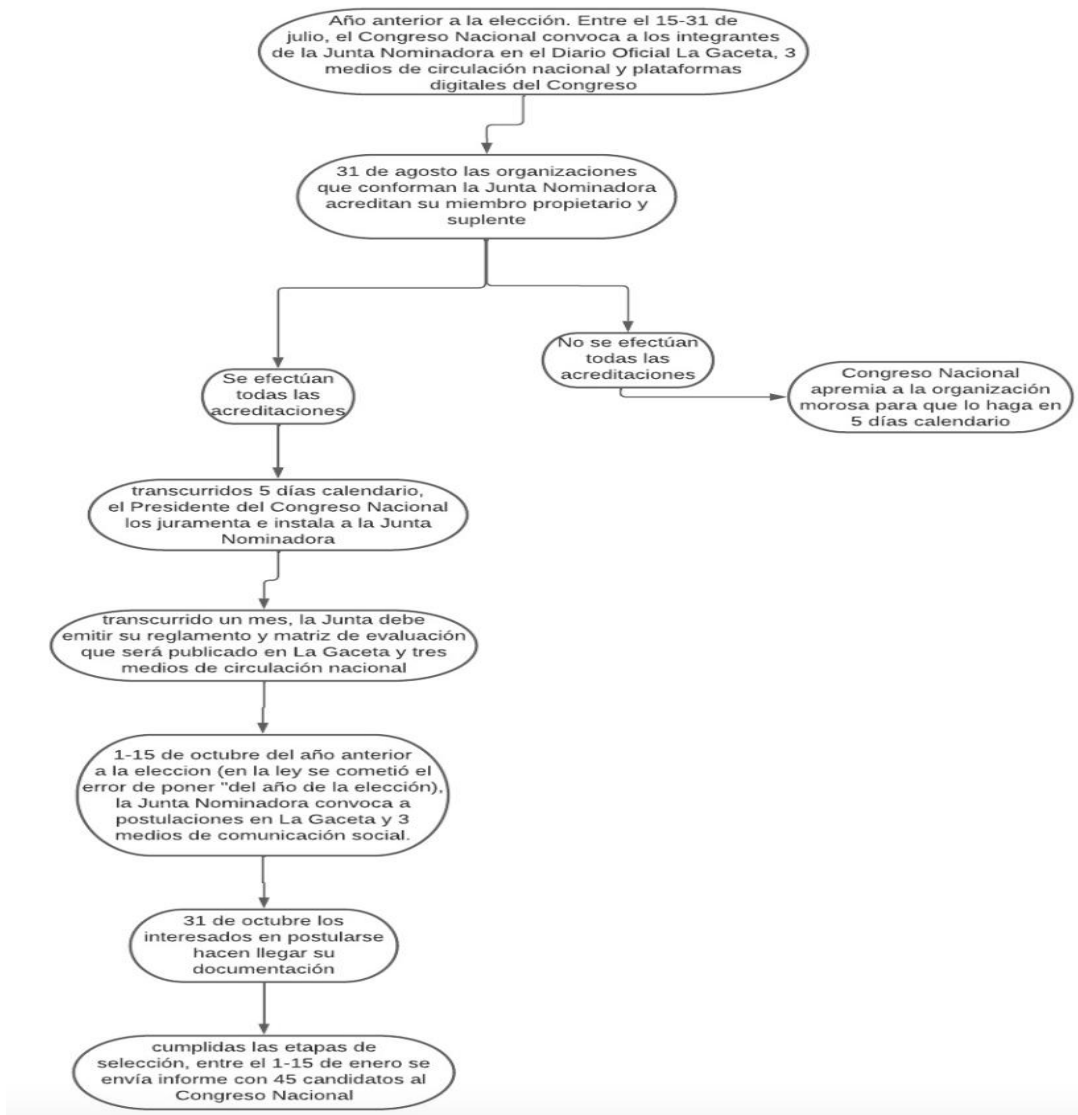 Año anterior a la elección. Entre el 15-31 de
julio, el Congreso Nacional convoca a los integrantes
de la Junta Nominadora en el Diario Oficial La Gaceta, 3
medios de circulación nacional y plataformas
digitales del Congreso
31 de agosto las organizaciones
que conforman la Junta Nominadora
acreditan su miembro propietario y
suplente
No se efectúan
todas las
acreditaciones
Se efectúan
todas las
acreditaciones
Congreso Nacional
apremia a la organización
morosa para que lo haga en
5 días calendario
transcurridos 5 días calendario,
el Presidente del Congreso Nacional
los juramenta e instala a la Junta
Nominadora
transcurrido un mes, la Junta debe
emitir su reglamento y matriz de evaluación
que será publicado en La Gaceta y tres
medios de circulación nacional
1-15 de octubre del año anterior
a la eleccion (en la ley se cometió el
error de poner "del año de la elección),
la Junta Nominadora convoca a
postulaciones en La Gaceta y 3
medios de comunicación social.
31 de octubre los
interesados en postularse
hacen llegar su
documentación
cumplidas las etapas de
selección, entre el 1-15 de enero se
envía informe con 45 candidatos al
Congreso Nacional